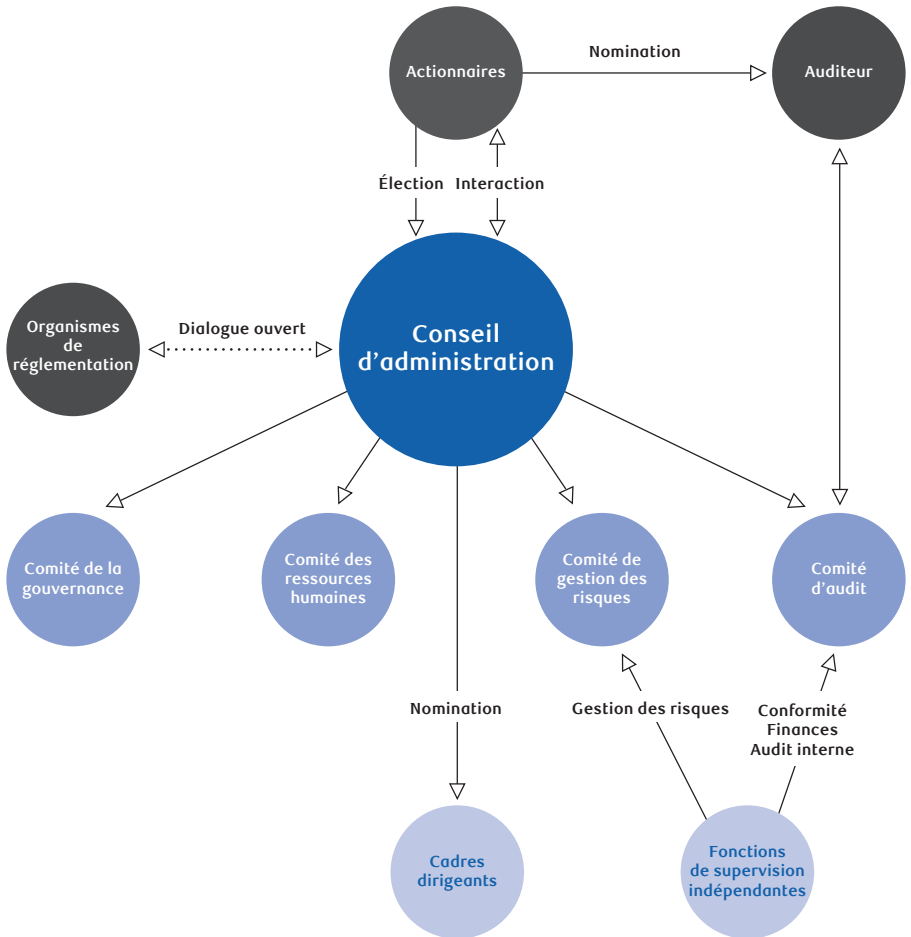 Actionnaires
Nomination
Auditeur
Élection
Interaction
Organismes
de
réglementation
Dialogue ouvert
Conseil
d'administration
Comité de la
gouvernance
Comité des
ressources
humaines
Comité de
gestion des
risques
Comité
d'audit
Nomination
Gestion des risques
Conformité
Finances
Audit interne
Cadres
dirigeants
Fonctions
de supervision
indépendantes